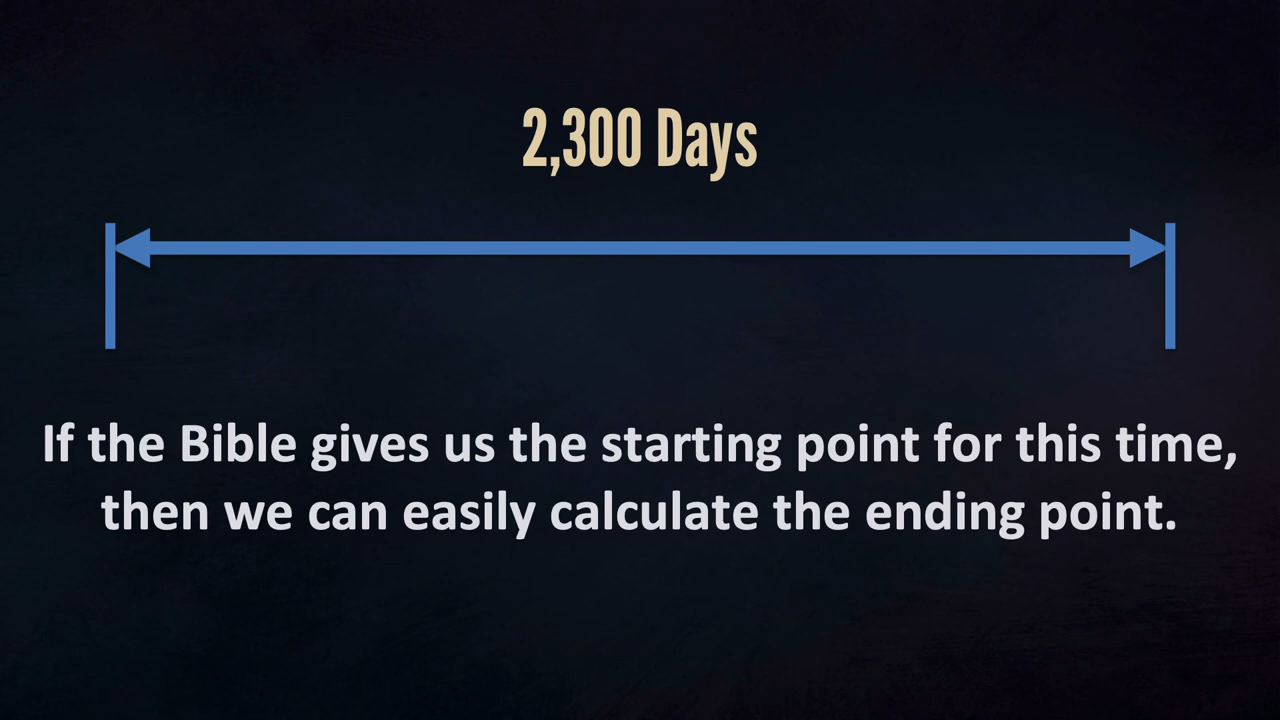 2,300 Days
If the Bible gives us the starting point for this time,
then we can easily calculate the ending point.